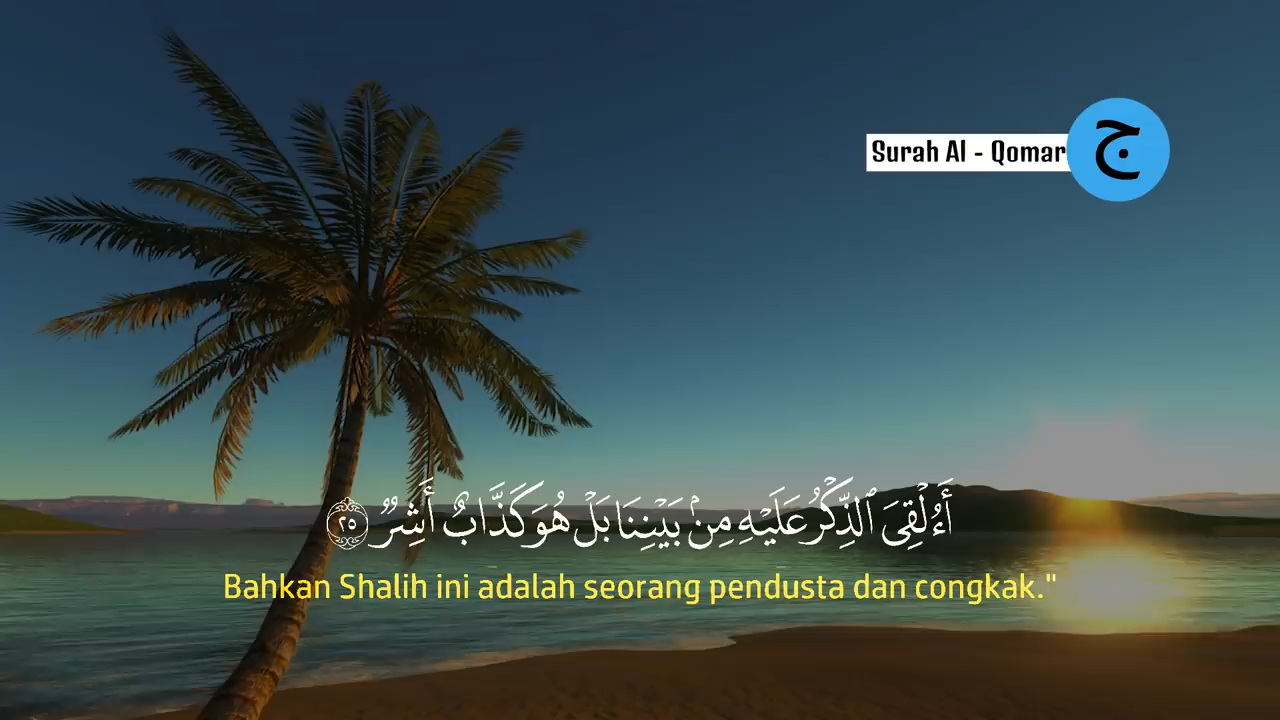 Surah Al - Qomar
ج
أَءُلْقِىَ ٱلذِّكْرُ عَلَيْهِ مِنۢ بَيْنِنَا بَلْ هُوَ كَذَّابٌ أَشِرٌ ٢٥
Bahkan Shalih ini adalah seorang pendusta dan congkak."